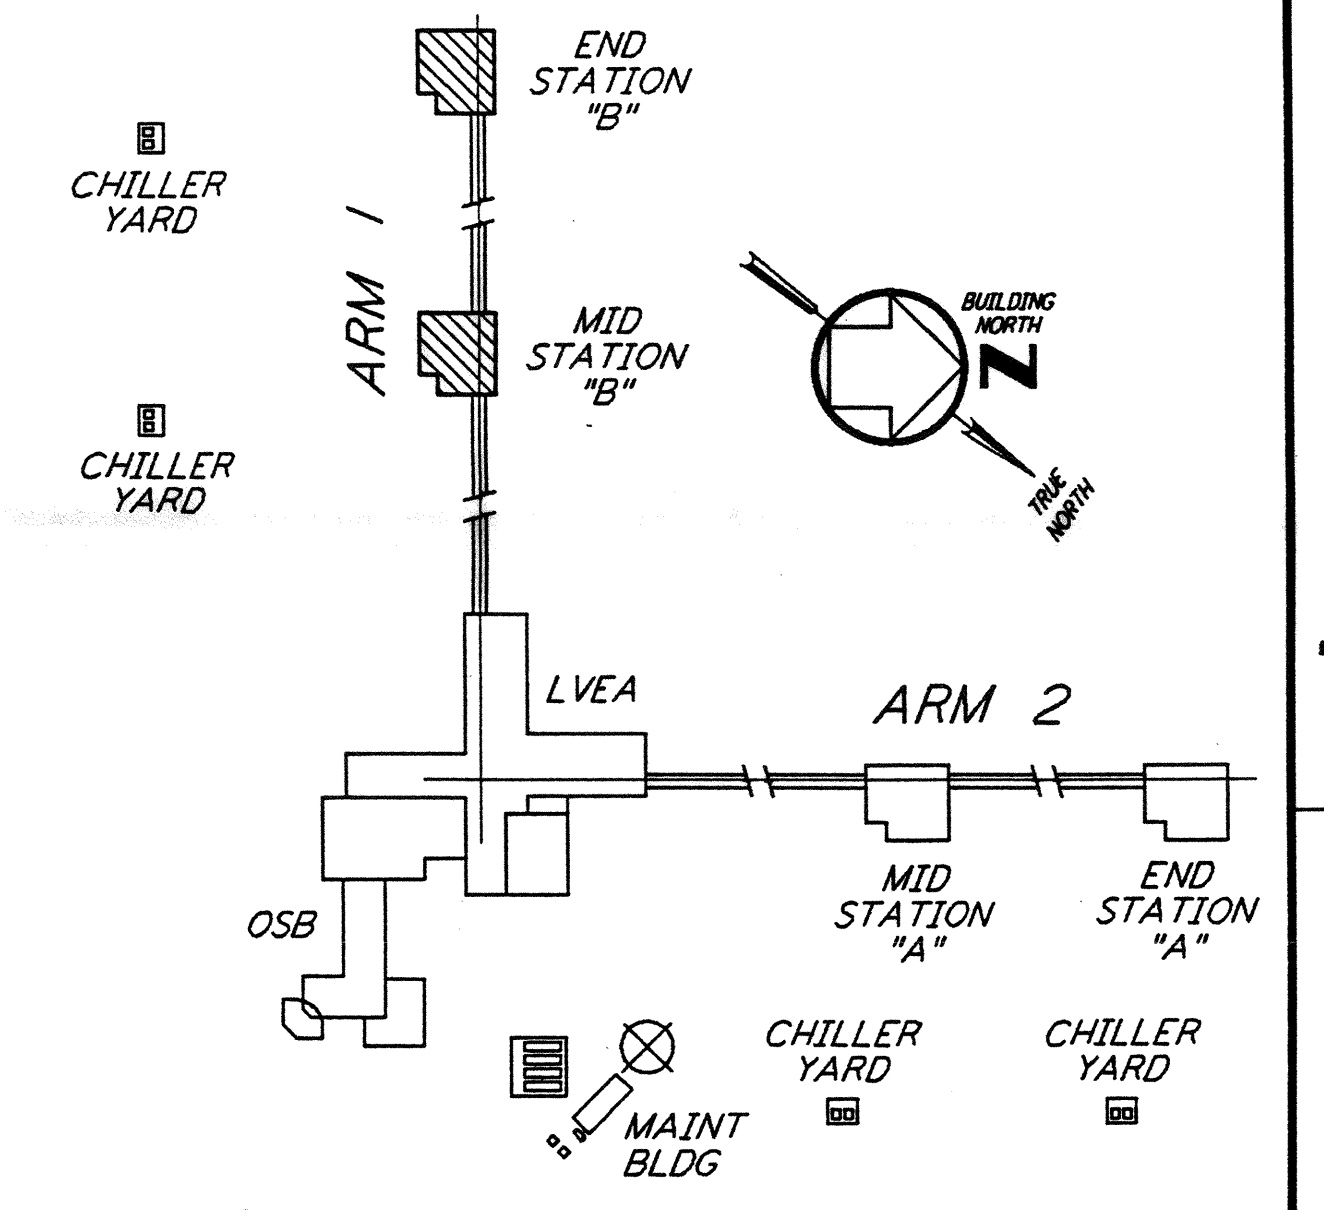 END
STATION
"B"
CHILLER
YARD
ARM 1
MID
STATION
"B"
BUILDING
NORTH
N
TRUE
NORTH
CHILLER
YARD
LVEA
ARM 2
MID
STATION
"A"
END
STATION
"A"
OSB
CHILLER
YARD
CHILLER
YARD
MAINT
BLDG